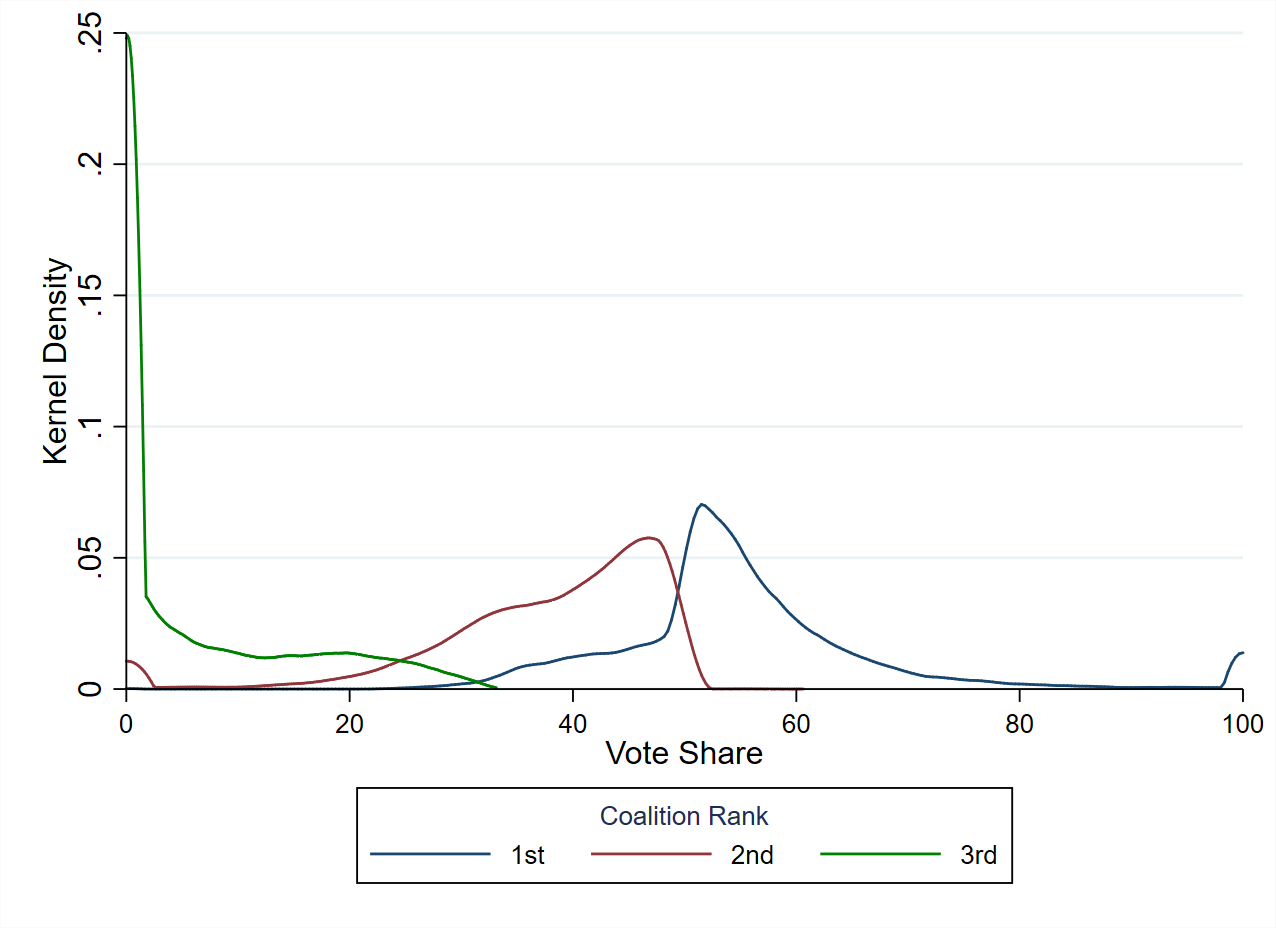 Kernel Density
.25
.2
.15
.1
.05
0
0 20 40 60 80 100
Vote Share
Coalition Rank
1st 2nd 3rd